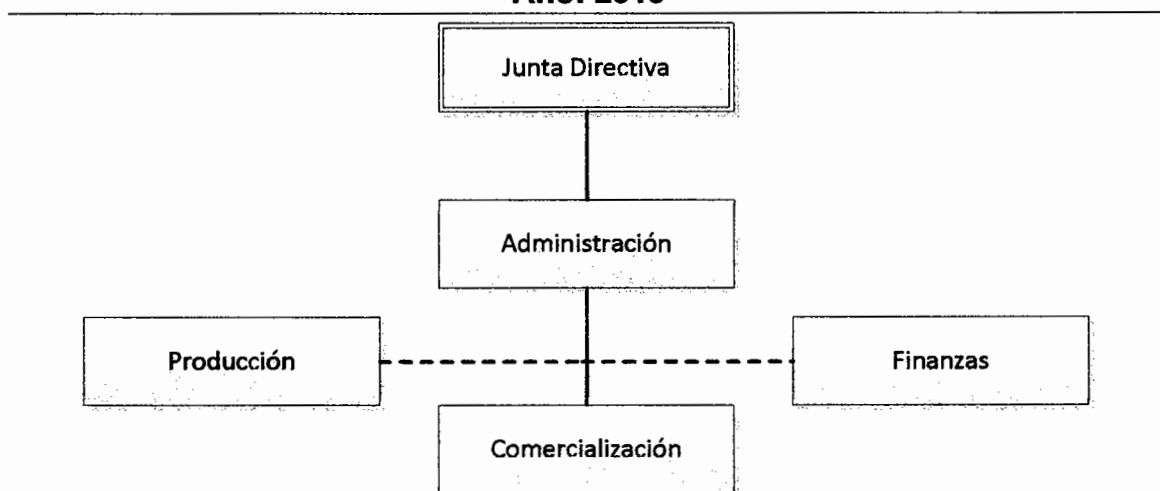 Junta Directiva
Administración
Producción
Finanzas
Comercialización